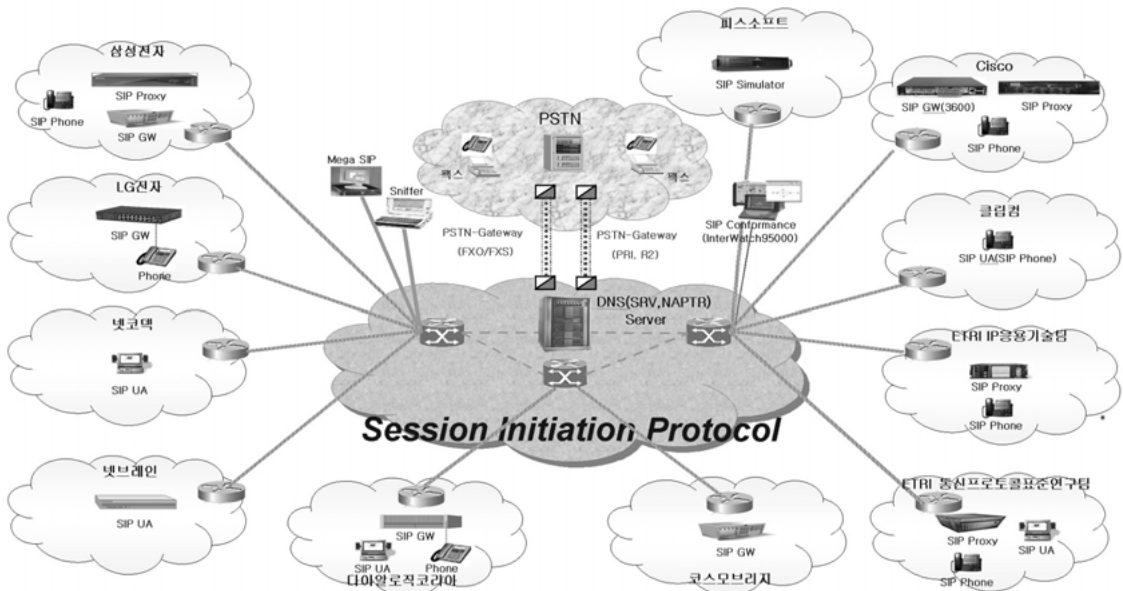 삼성전자
SIP Proxy
SIP Phone
SIP GW
LG전자
SIP GW
Phone
넷코덱
SIP UA
넷브레인
SIP UA
Mega SIP
Sniffer
PSTN
팩스
팩스
PSTN-Gateway
(FXO/FXS)
PSTN-Gateway
(PRI, R2)
피스소프트
SIP Simulator
SIP Conformance
(InterWatch95000)
Cisco
SIP GW(3600)
SIP Proxy
SIP Phone
클립컴
SIP UA(SIP Phone)
ETRI IP응용기술팀
SIP Proxy
SIP Phone
DNS(SRV,NAPTR)
Server
Session Initiation Protocol
SIP GW
SIP UA
Phone
다이알로직코리아
SIP GW
코스모브리지
ETRI 통신프로토콜표준연구팀
SIP Proxy
SIP UA
SIP Phone